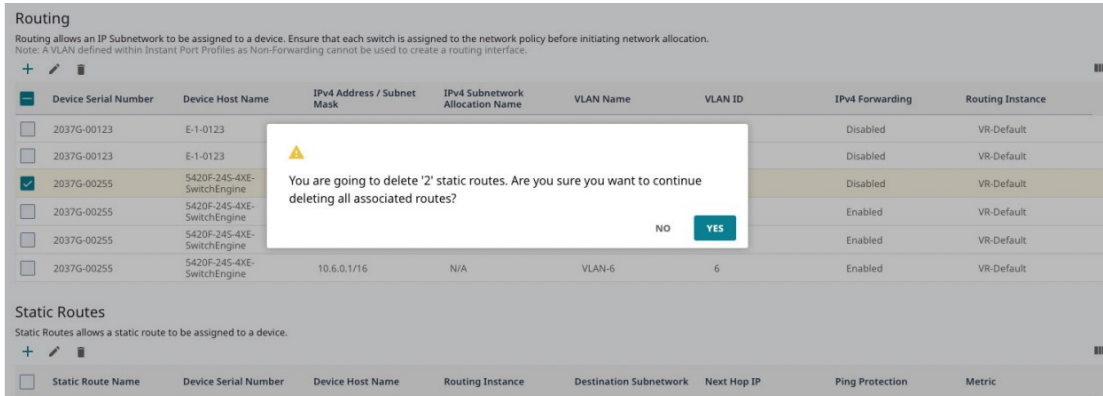 Routing
Routing allows an IP Subnetwork to be assigned to a device. Ensure that each switch is assigned to the network policy before initiating network allocation.
Note: A VLAN defined within Instant Port Profiles as Non-Forwarding cannot be used to create a routing interface.
Device Serial Number Device Host Name IPv4 Address / Subnet Mask IPv4 Subnetwork Allocation Name VLAN Name VLAN ID IPv4 Forwarding Routing Instance
2037G-00123 E-1-0123 Disabled VR-Default
2037G-00123 E-1-0123 Disabled VR-Default
2037G-00255 5420F-24S-4XE-SwitchEngine Disabled VR-Default
2037G-00255 5420F-24S-4XE-SwitchEngine Enabled VR-Default
2037G-00255 5420F-24S-4XE-SwitchEngine Enabled VR-Default
2037G-00255 5420F-24S-4XE-SwitchEngine 10.6.0.1/16 N/A VLAN-6 6 Enabled VR-Default
You are going to delete '2' static routes. Are you sure you want to continue
deleting all associated routes?
NO YES
Static Routes
Static Routes allows a static route to be assigned to a device.
Static Route Name Device Serial Number Device Host Name Routing Instance Destination Subnetwork Next Hop IP Ping Protection Metric